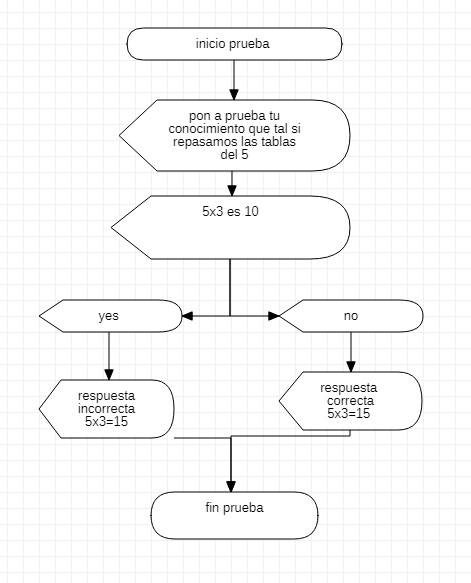 inicio prueba
pon a prueba tu
conocimiento que tal si
repasamos las tablas
del 5
5x3 es 10
yes
no
respuesta
incorrecta
5x3=15
respuesta
correcta
5x3=15
fin prueba